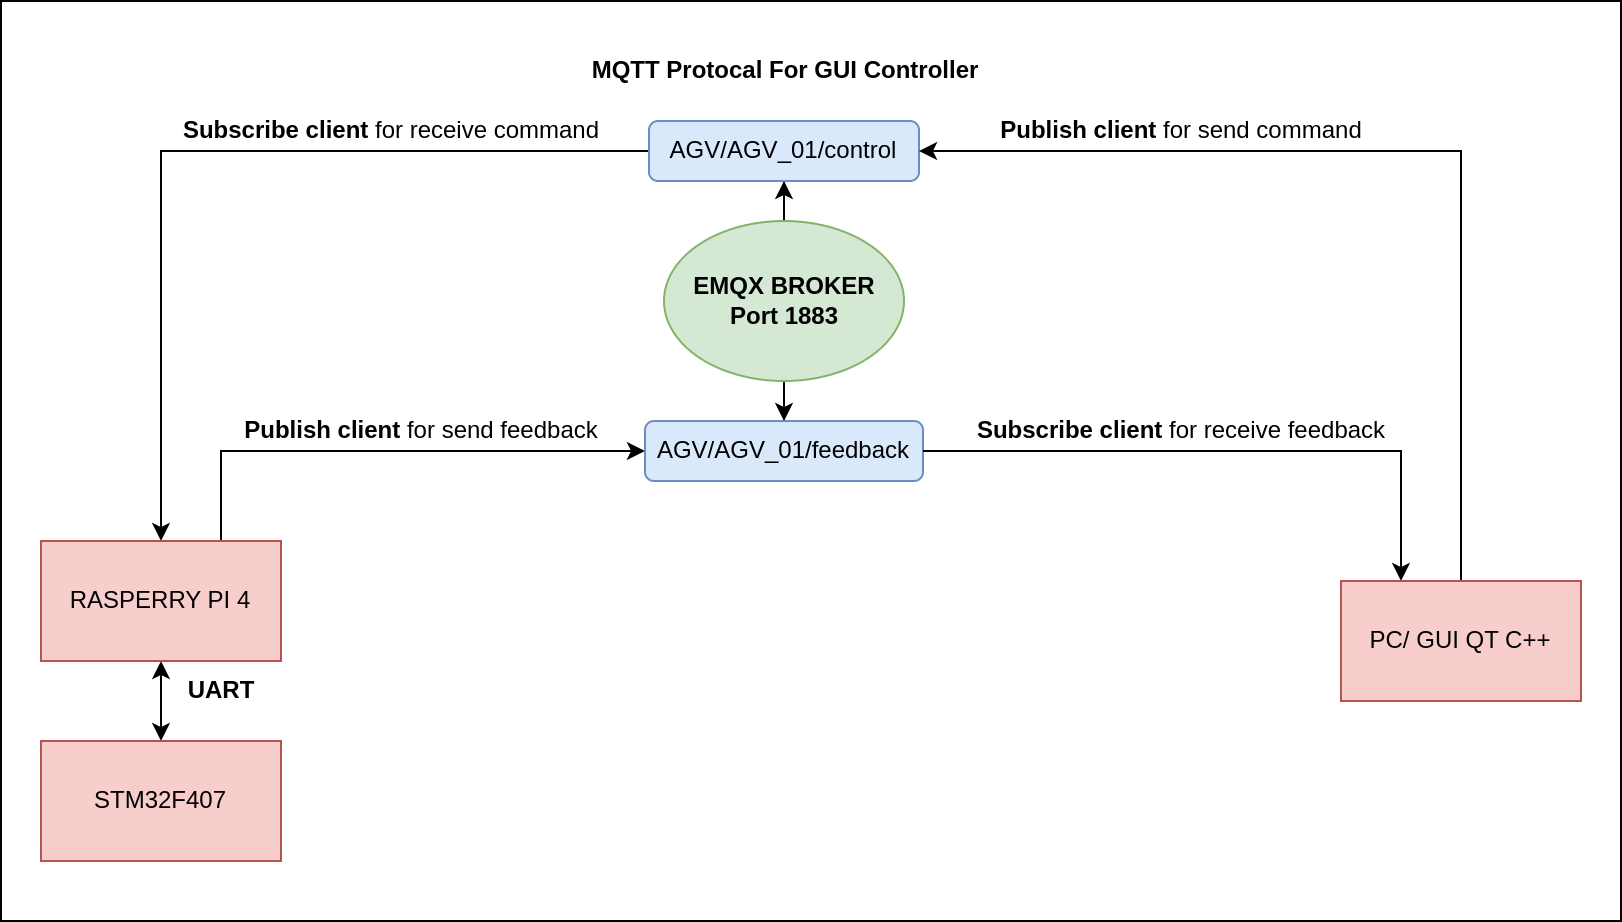 MQTT Protocal For GUI Controller
Subscribe client for receive command
AGV/AGV_01/control
Publish client for send command
EMQX BROKER
Port 1883
Publish client for send feedback
AGV/AGV_01/feedback
Subscribe client for receive feedback
RASPERRY PI 4
PC/ GUI QT C++
UART
STM32F407